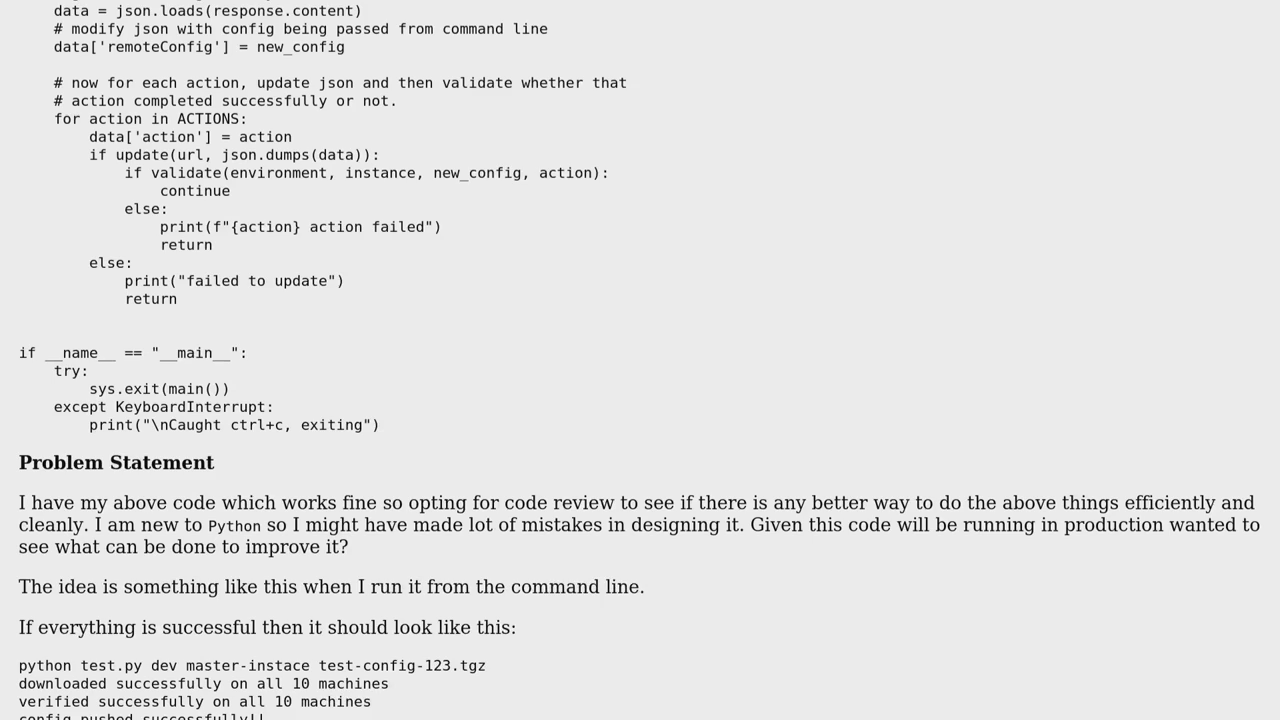 data = json.loads(response.content)
# modify json with config being passed from command line
data['remoteConfig'] = new_config
# now for each action, update json and then validate whether that
# action completed successfully or not.
for action in ACTIONS:
data['action'] = action
if update(url, json.dumps(data)):
if validate(environment, instance, new_config, action):
continue
else:
print(f"{action} action failed")
return
else:
print("failed to update")
return
if __name__ == "__main__":
try:
sys.exit(main())
except KeyboardInterrupt:
print("\nCaught ctrl+c, exiting")
Problem Statement
I have my above code which works fine so opting for code review to see if there is any better way to do the above things efficiently and
cleanly. I am new to Python so I might have made lot of mistakes in designing it. Given this code will be running in production wanted to
see what can be done to improve it?
The idea is something like this when I run it from the command line.
If everything is successful then it should look like this:
python test.py dev master-instace test-config-123.tgz
downloaded successfully on all 10 machines
verified successfully on all 10 machines
config pushed successfully!!